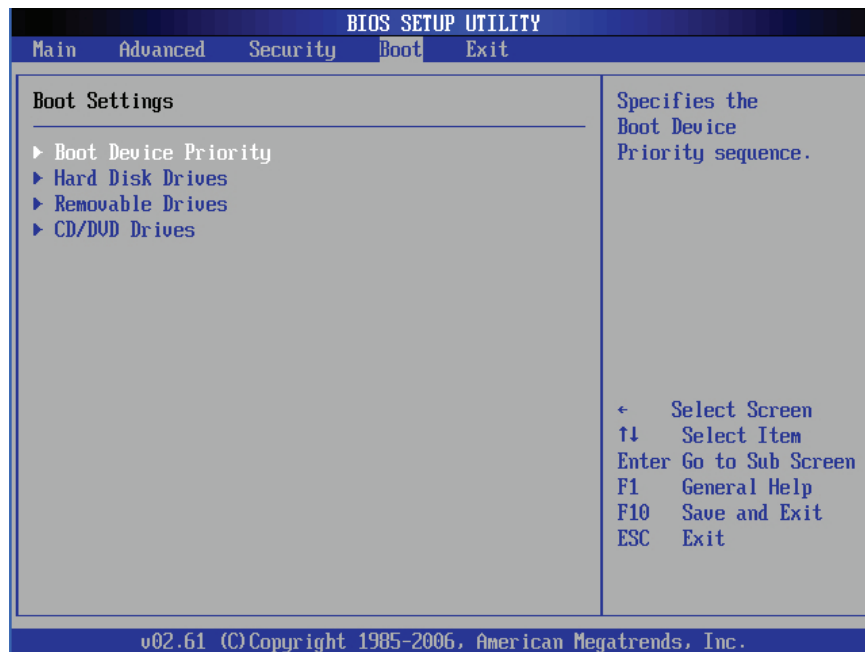 BIOS SETUP UTILITY
Main Advanced Security Boot Exit
Boot Settings
▶ Boot Device Priority
▶ Hard Disk Drives
▶ Removable Drives
▶ CD/DVD Drives
Specifies the
Boot Device
Priority sequence.
← Select Screen
↑↓ Select Item
Enter Go to Sub Screen
F1 General Help
F10 Save and Exit
ESC Exit
v02.61 (C)Copyright 1985-2006, American Megatrends, Inc.